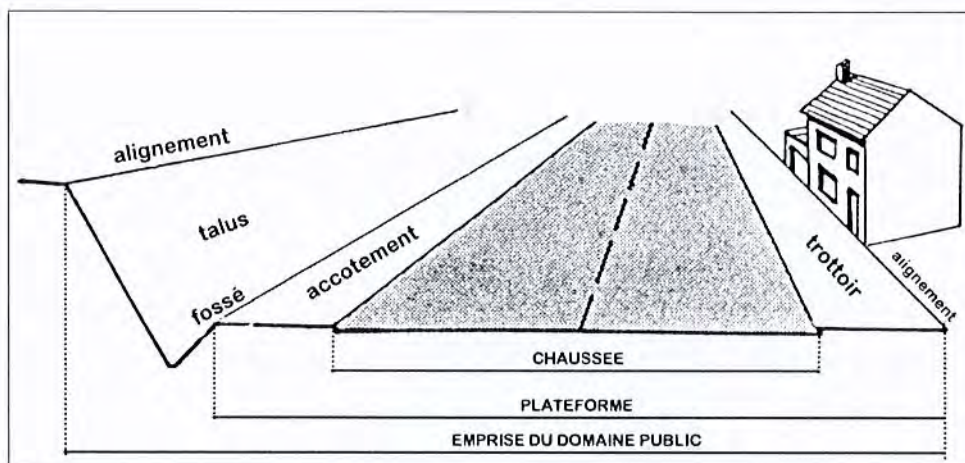 alignement
talus
fossé
accotement
trottoir
alignement
CHAUSSEE
PLATEFORME
EMPRISE DU DOMAINE PUBLIC